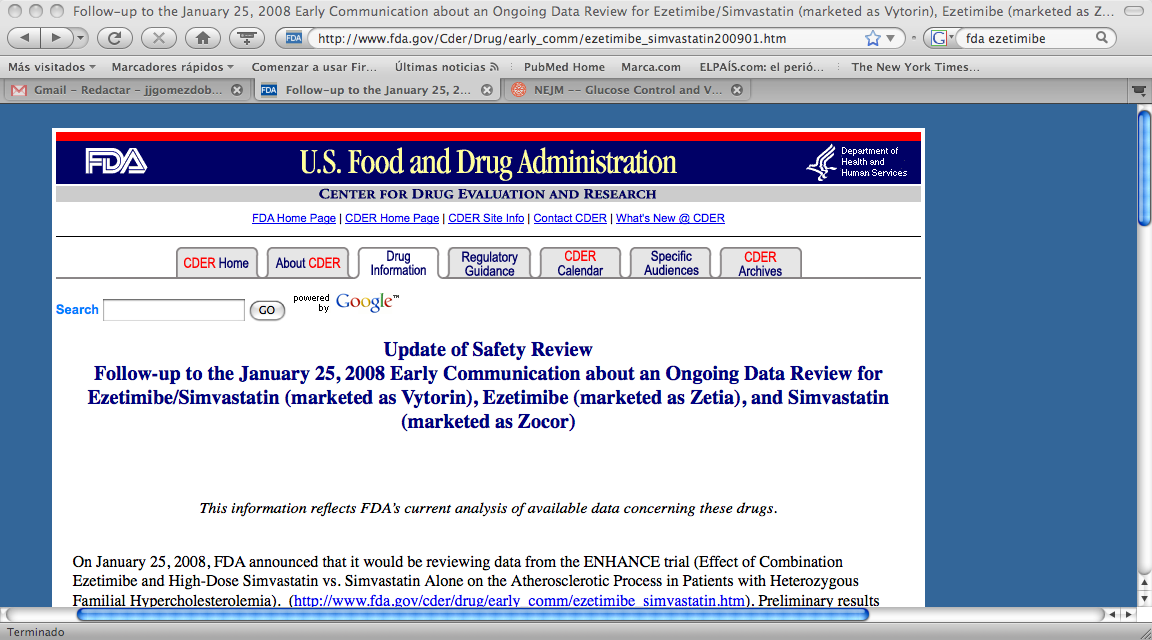 Follow-up to the January 25, 2008 Early Communication about an Ongoing Data Review for Ezetimibe/Simvastatin (marketed as Vytorin), Ezetimibe (marketed as Z...
FDA http://www.fda.gov/Cder/Drug/early_comm/ezetimibe_simvastatin200901.htm G fda ezetimibe
Más visitados Marcadores rápidos Comenzar a usar Fir... Últimas noticias PubMed Home Marca.com ELPAÍS.com: el perió... The New York Times...
Gmail - Redactar - jjgomezdob... FDA Follow-up to the January 25, 2... NEJM -- Glucose Control and V...
FDA U.S. Food and Drug Administration Department of
Health and
Human Services
CENTER FOR DRUG EVALUATION AND RESEARCH
FDA Home Page | CDER Home Page | CDER Site Info | Contact CDER | What's New @ CDER
CDER Home
About CDER
Drug
Information
Regulatory
Guidance
CDER
Calendar
Specific
Audiences
CDER
Archives
Search GO powered
by Google™
Update of Safety Review
Follow-up to the January 25, 2008 Early Communication about an Ongoing Data Review for
Ezetimibe/Simvastatin (marketed as Vytorin), Ezetimibe (marketed as Zetia), and Simvastatin
(marketed as Zocor)
This information reflects FDA's current analysis of available data concerning these drugs.
On January 25, 2008, FDA announced that it would be reviewing data from the ENHANCE trial (Effect of Combination
Ezetimibe and High-Dose Simvastatin vs. Simvastatin Alone on the Atherosclerotic Process in Patients with Heterozygous
Familial Hypercholesterolemia). (http://www.fda.gov/cder/drug/early_comm/ezetimibe_simvastatin.htm). Preliminary results
Terminado